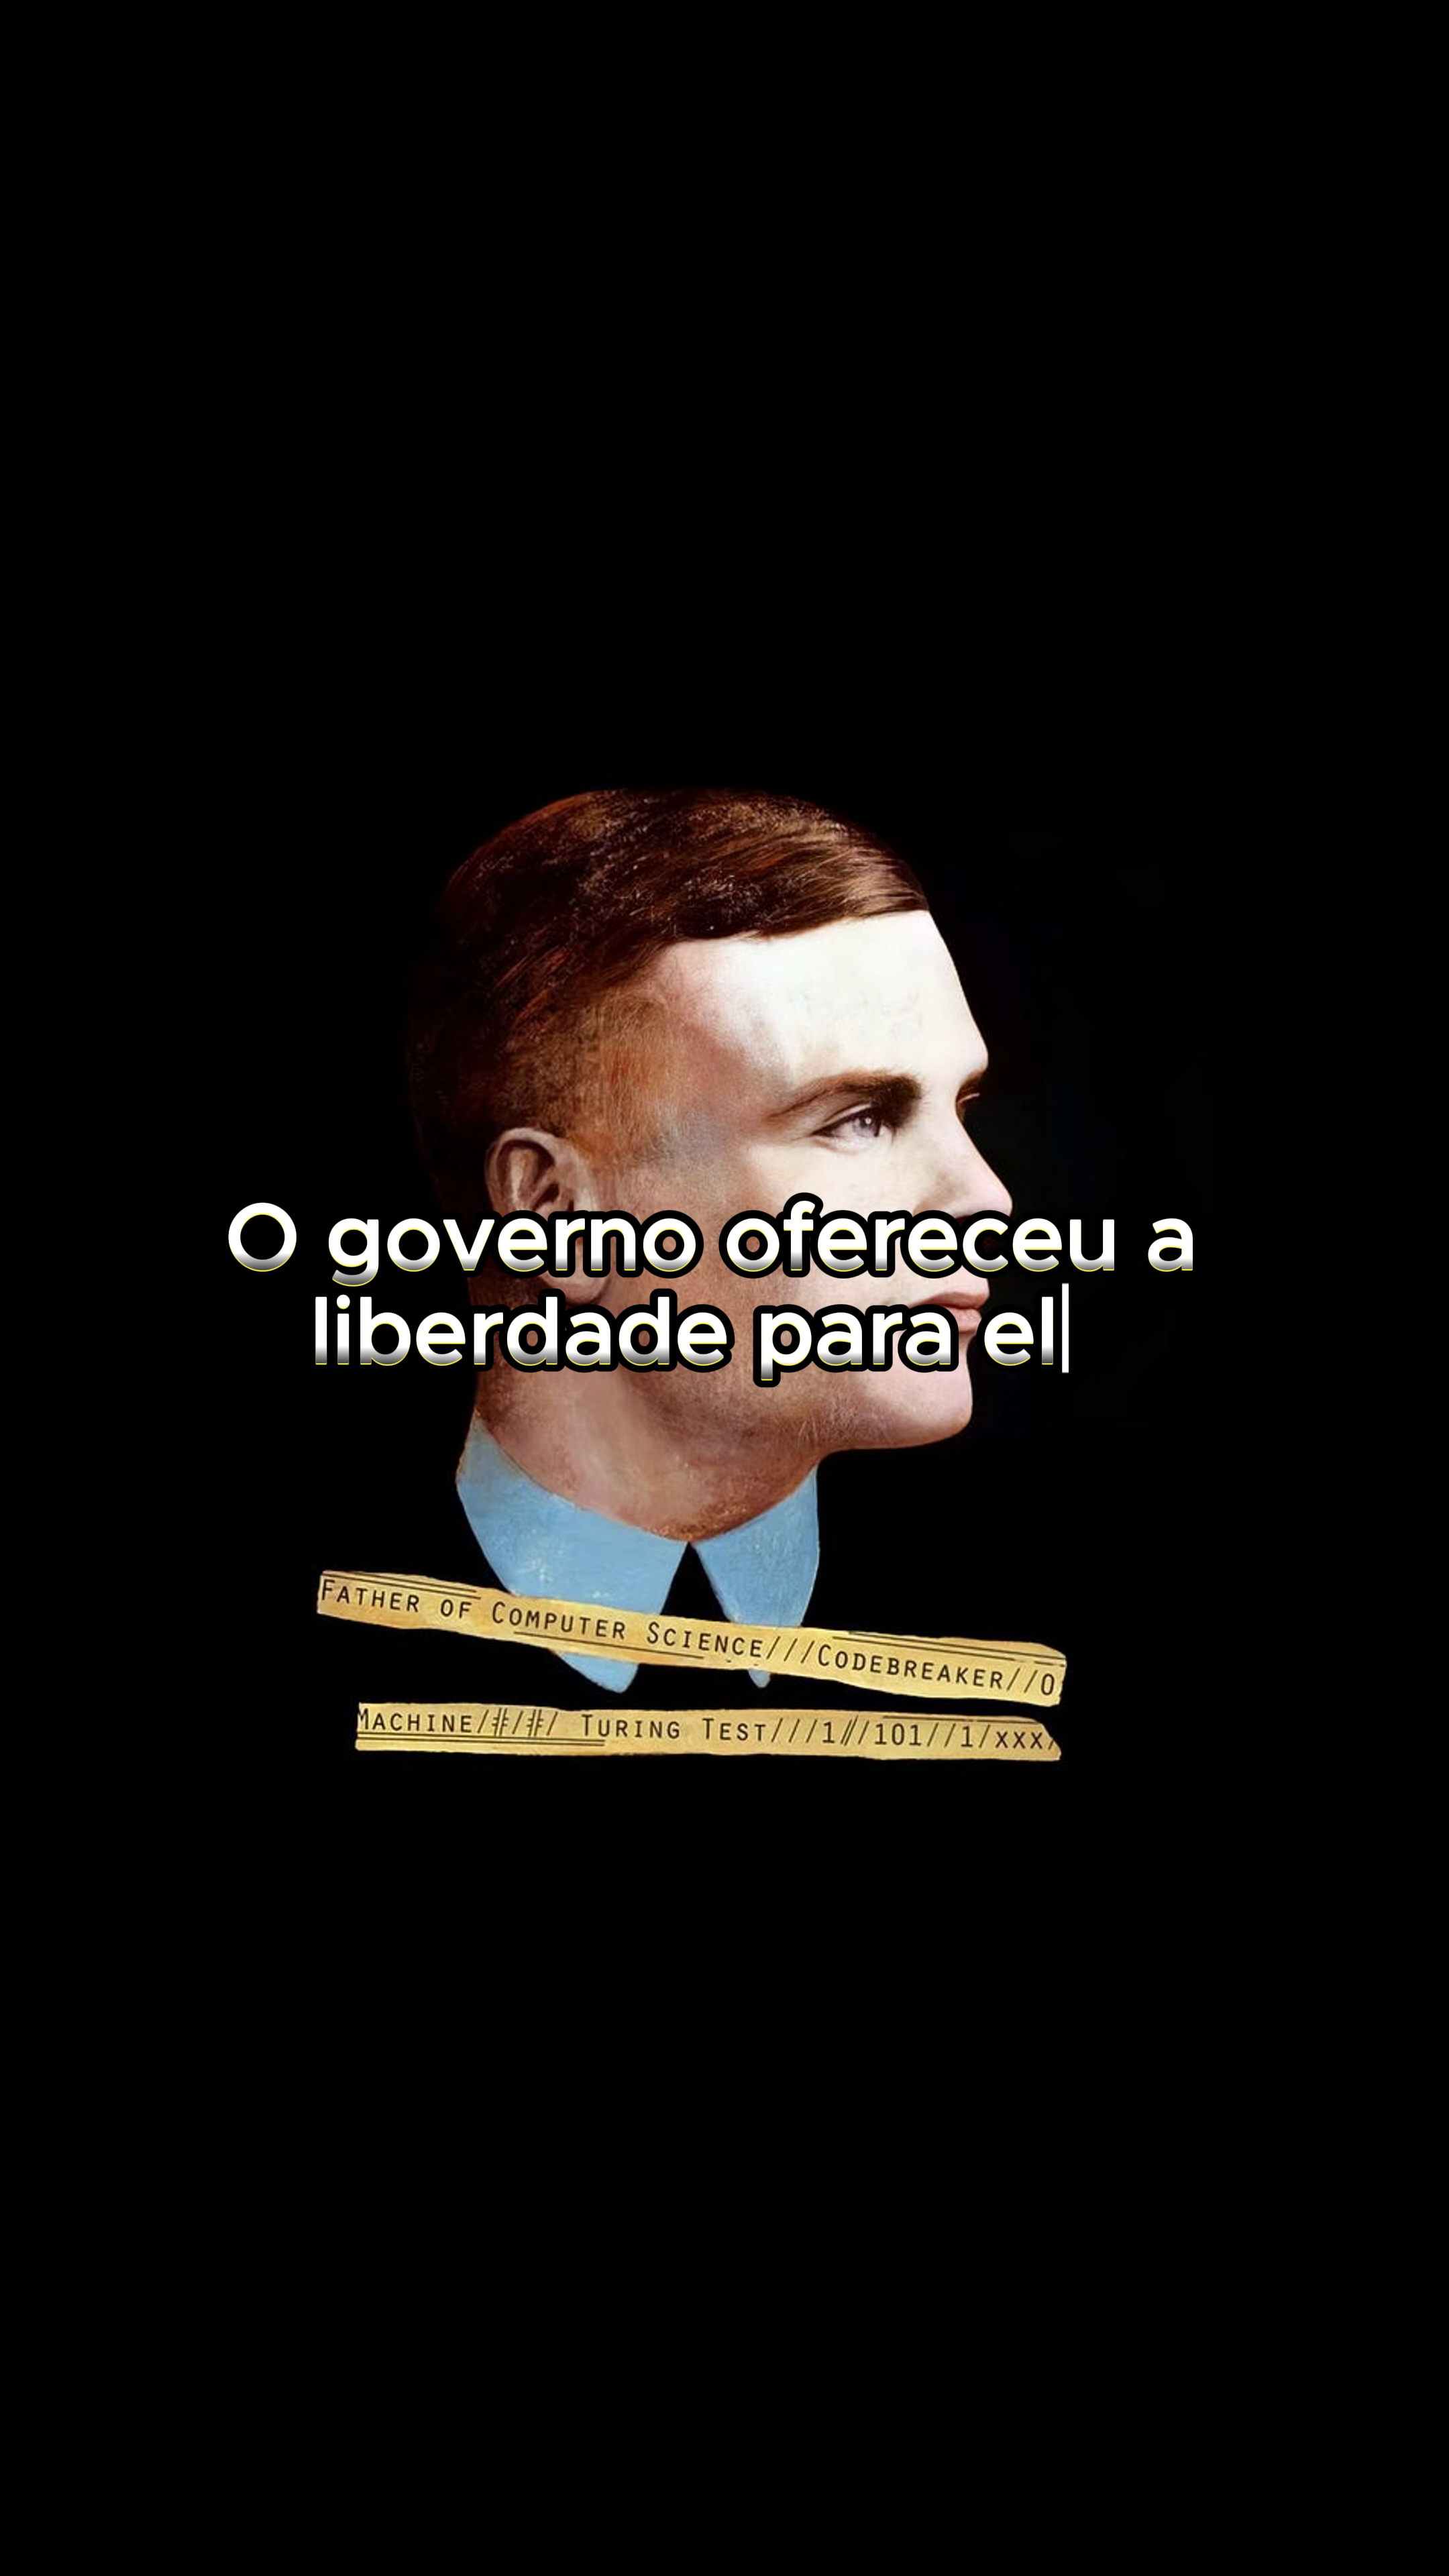 O governo ofereceu a
liberdade para el
FATHER OF COMPUTER SCIENCE///CODEBREAKER//O
MACHINE/#/#/ TURING TEST///1//101//1/xxx/